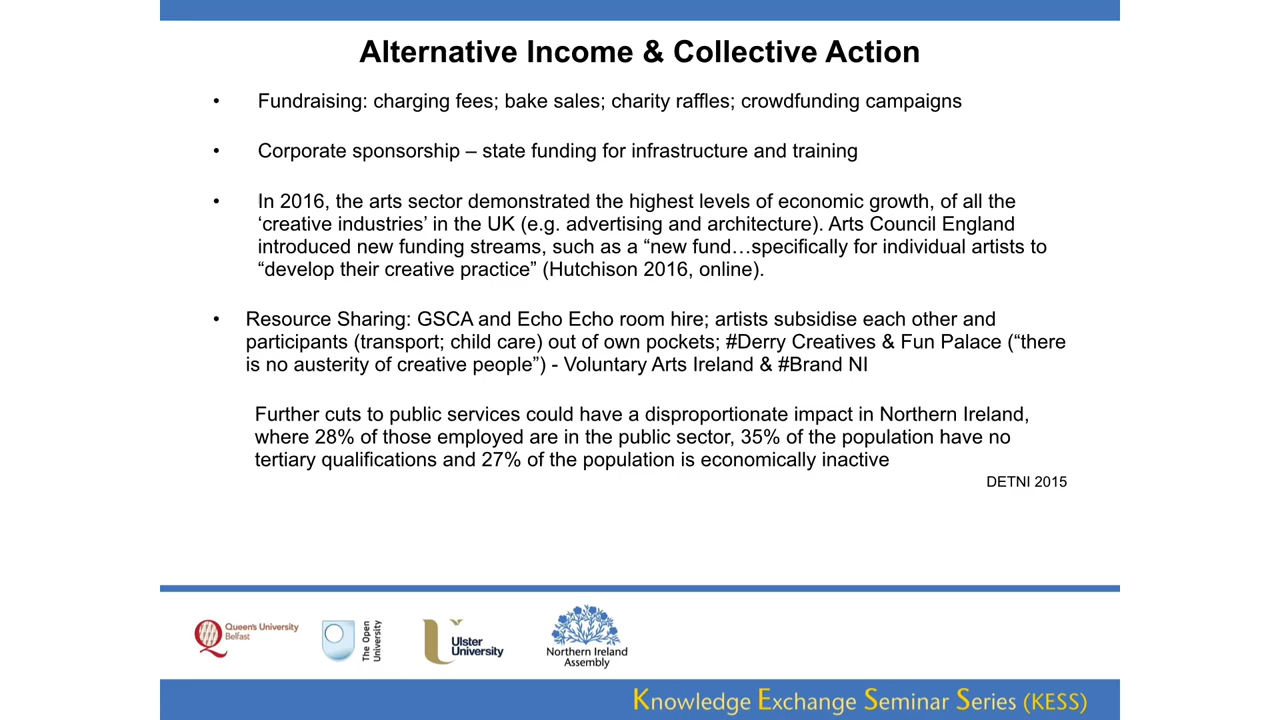 Alternative Income & Collective Action
• Fundraising: charging fees; bake sales; charity raffles; crowdfunding campaigns
• Corporate sponsorship – state funding for infrastructure and training
• In 2016, the arts sector demonstrated the highest levels of economic growth, of all the
‘creative industries’ in the UK (e.g. advertising and architecture). Arts Council England
introduced new funding streams, such as a “new fund…specifically for individual artists to
“develop their creative practice” (Hutchison 2016, online).
• Resource Sharing: GSCA and Echo Echo room hire; artists subsidise each other and
participants (transport; child care) out of own pockets; #Derry Creatives & Fun Palace (“there
is no austerity of creative people”) - Voluntary Arts Ireland & #Brand NI
Further cuts to public services could have a disproportionate impact in Northern Ireland,
where 28% of those employed are in the public sector, 35% of the population have no
tertiary qualifications and 27% of the population is economically inactive
DETNI 2015
Queen's University
Belfast
The Open
University
Ulster
University
Northern Ireland
Assembly
Knowledge Exchange Seminar Series (KESS)